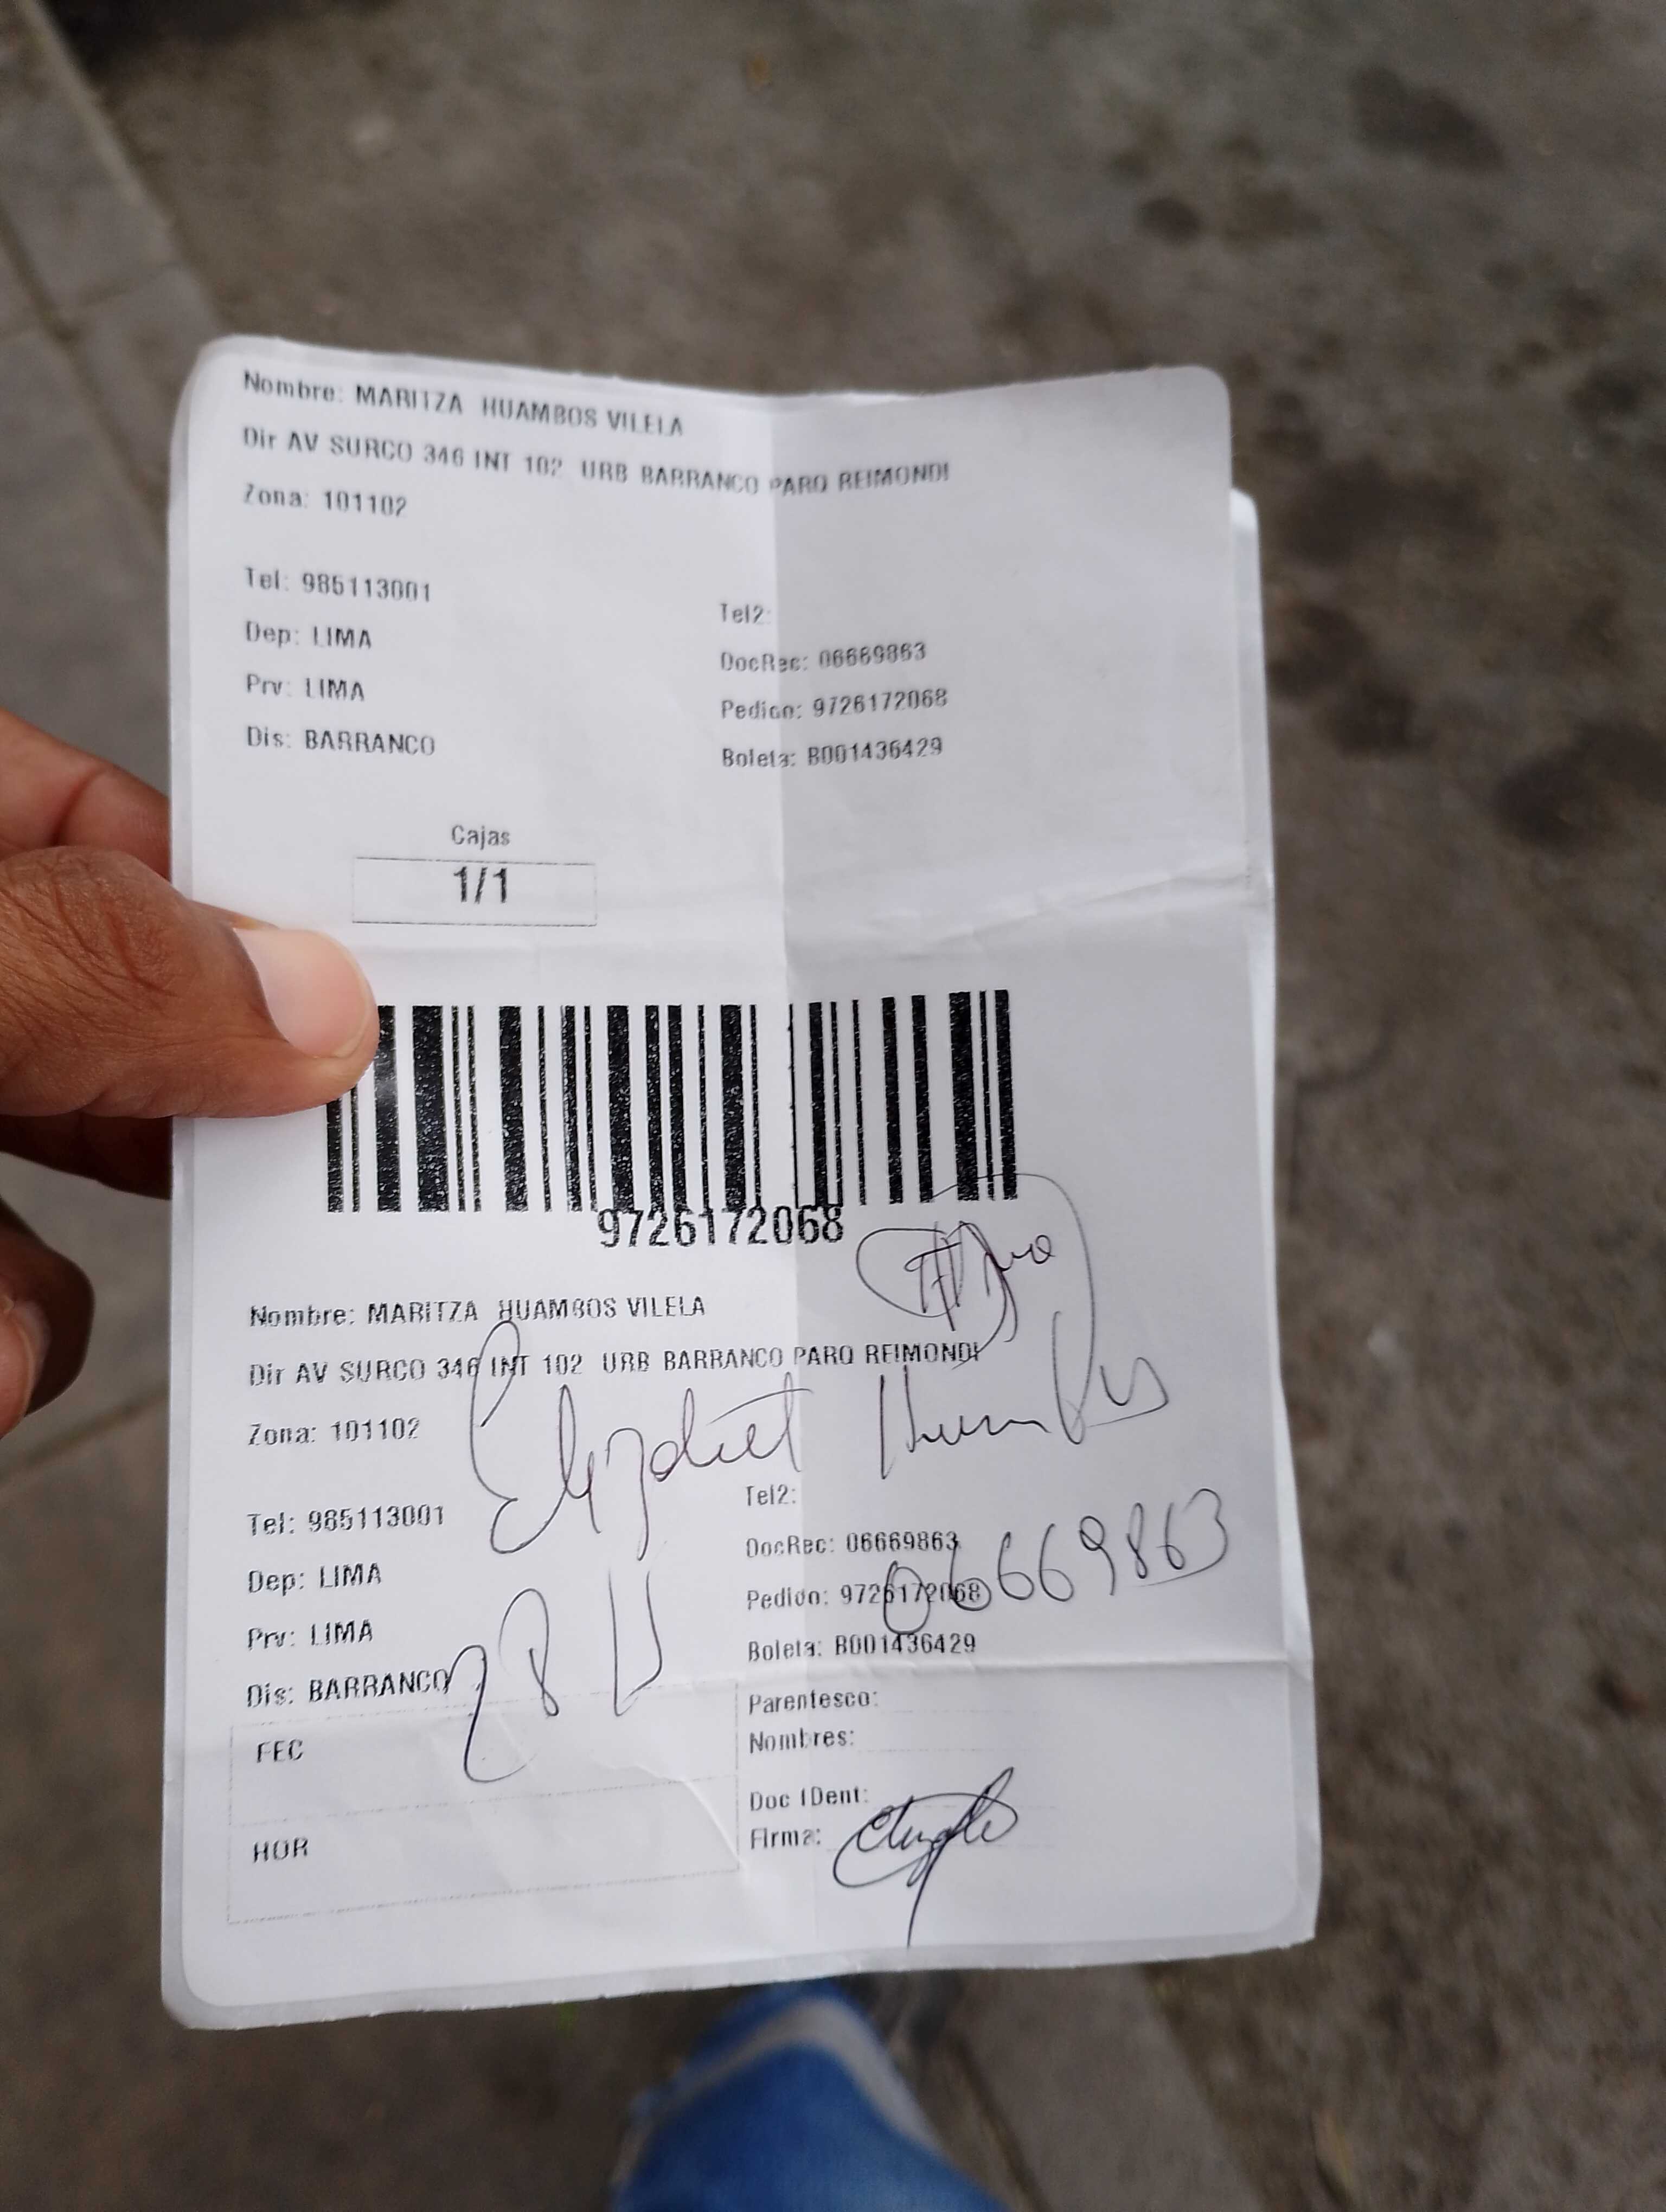 Nombre: MARITZA HUAMBOS VILELA
Dir AV SURCO 346 INT 102 URB BARRANCO PARQ REIMONDI
Zona: 101102
Tel: 985113001
Tel2:
Dep: LIMA
DocRec: 06669863
Prv: LIMA
Pedido: 9726172068
Dis: BARRANCO
Boleta: B001436429
Cajas
1/1
9726172068
Nombre: MARITZA HUAMBOS VILELA
Dir AV SURCO 346 INT 102 URB BARRANCO PARQ REIMONDI
Zona: 101102
Huambos
Tel: 985113001
Tel2:
DocRec: 06669863
06669863
Dep: LIMA
Pedido: 9726172068
Prv: LIMA
Boleta: B001436429
Dis: BARRANCO
28
Parentesco:
FEC
Nombres:
Doc IDent:
HOR
Firma: